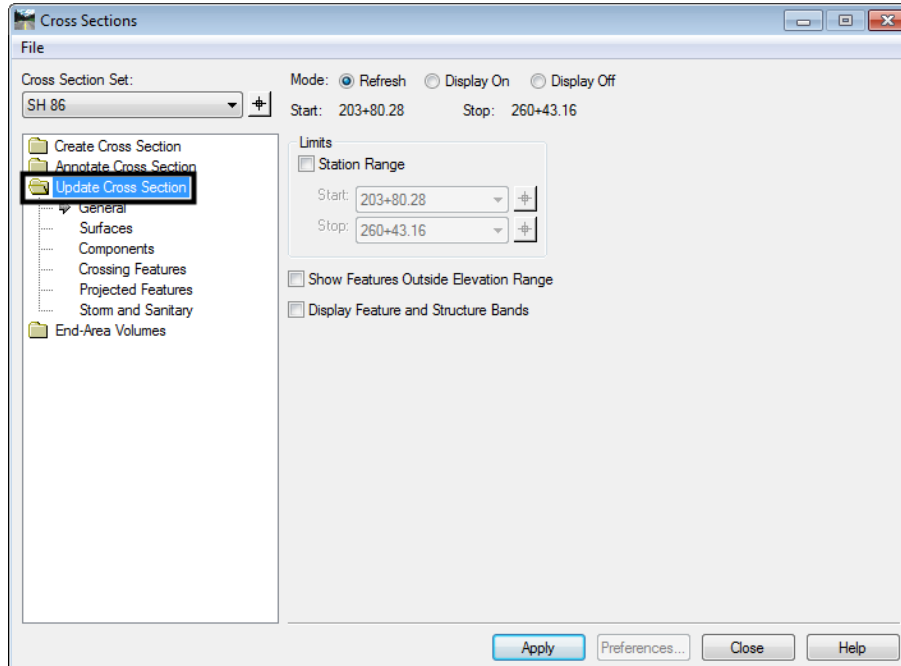 Cross Sections
File
Cross Section Set:
SH 86
Mode: Refresh Display On Display Off
Start: 203+80.28 Stop: 260+43.16
Create Cross Section
Annotate Cross Section
Update Cross Section
General
Surfaces
Components
Crossing Features
Projected Features
Storm and Sanitary
End-Area Volumes
Limits
Station Range
Start: 203+80.28
Stop: 260+43.16
Show Features Outside Elevation Range
Display Feature and Structure Bands
Apply Preferences... Close Help